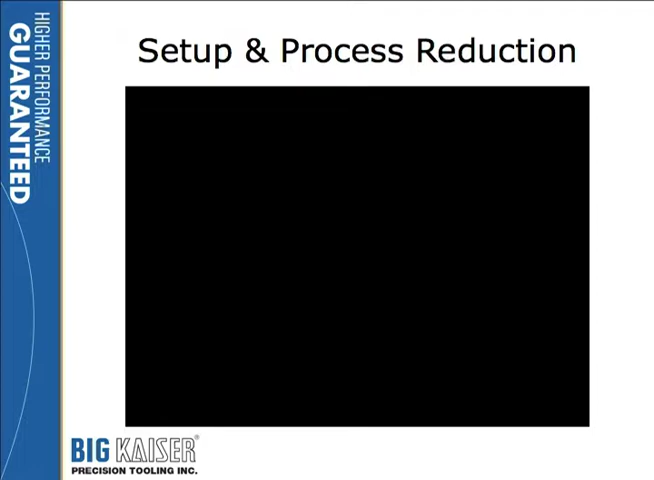 HIGHER PERFORMANCE
GUARANTEED
Setup & Process Reduction
BIG KAISER®
PRECISION TOOLING INC.